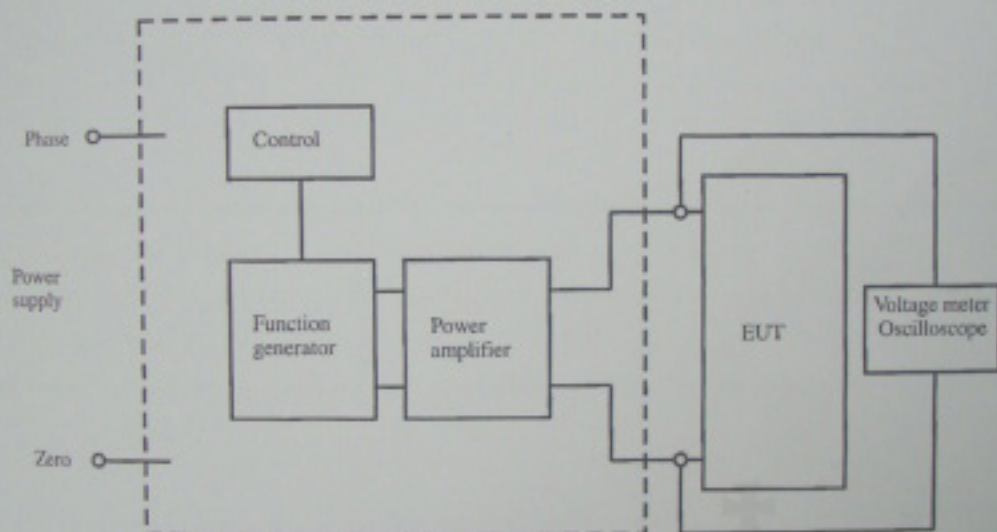 Phase
Control
Power
supply
Function
generator
Power
amplifier
EUT
Voltage meter
Oscilloscope
Zero